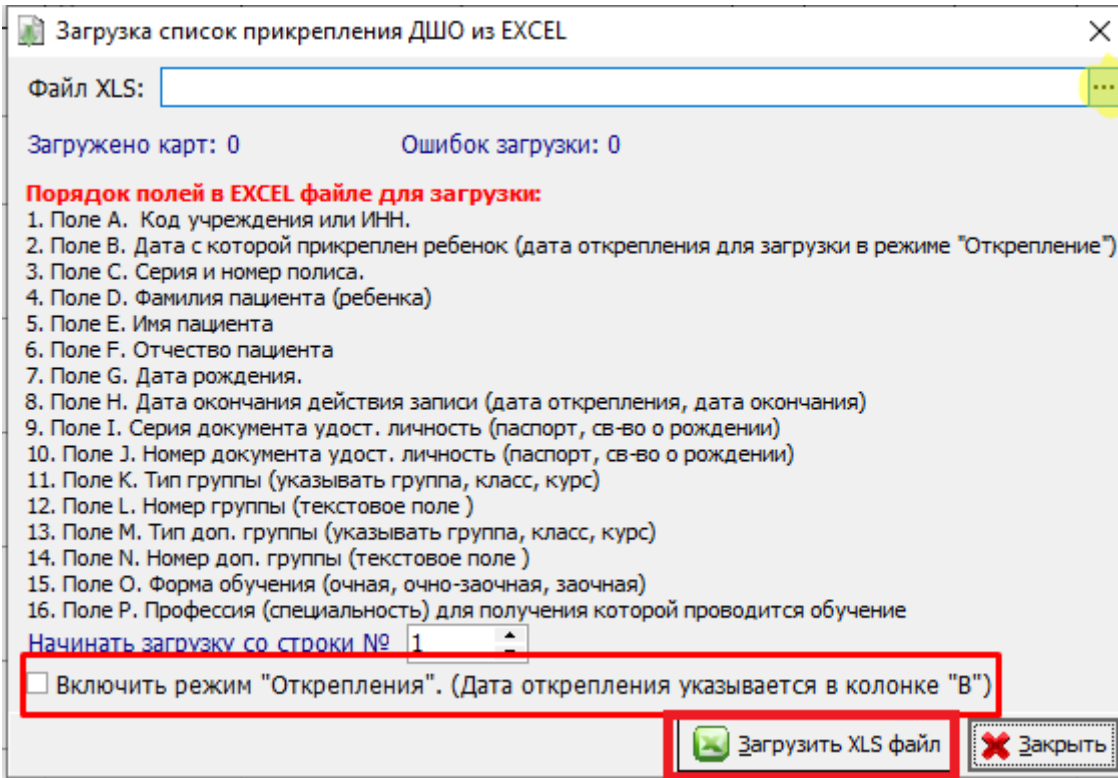 Загрузка список прикрепления ДШО из EXCEL
Файл XLS:
...
Загружено карт: 0 Ошибок загрузки: 0
Порядок полей в EXCEL файле для загрузки:
1. Поле A. Код учреждения или ИНН.
2. Поле B. Дата с которой прикреплен ребенок (дата открепления для загрузки в режиме "Открепление")
3. Поле C. Серия и номер полиса.
4. Поле D. Фамилия пациента (ребенка)
5. Поле E. Имя пациента
6. Поле F. Отчество пациента
7. Поле G. Дата рождения.
8. Поле H. Дата окончания действия записи (дата открепления, дата окончания)
9. Поле I. Серия документа удост. личность (паспорт, св-во о рождении)
10. Поле J. Номер документа удост. личность (паспорт, св-во о рождении)
11. Поле K. Тип группы (указывать группа, класс, курс)
12. Поле L. Номер группы (текстовое поле )
13. Поле M. Тип доп. группы (указывать группа, класс, курс)
14. Поле N. Номер доп. группы (текстовое поле )
15. Поле O. Форма обучения (очная, очно-заочная, заочная)
16. Поле P. Профессия (специальность) для получения которой проводится обучение
Начинать загрузку со строки № 1
Включить режим "Открепления". (Дата открепления указывается в колонке "B")
Загрузить XLS файл Закрыть